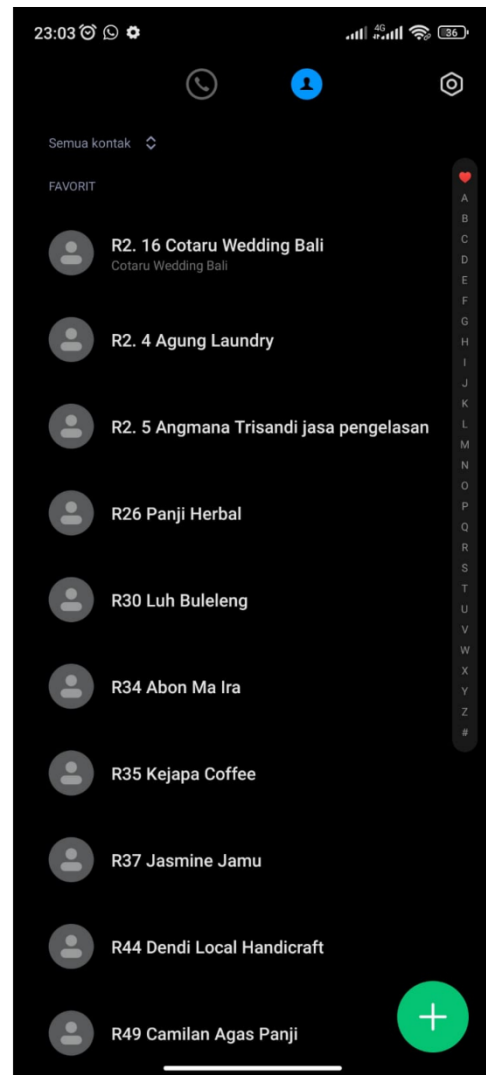 23:03
4G
36
Semua kontak
FAVORIT
R2. 16 Cotaru Wedding Bali
Cotaru Wedding Bali
R2. 4 Agung Laundry
R2. 5 Angmana Trisandi jasa pengelasan
R26 Panji Herbal
R30 Luh Buleleng
R34 Abon Ma Ira
R35 Kejapa Coffee
R37 Jasmine Jamu
R44 Dendi Local Handicraft
R49 Camilan Agas Panji
A
B
C
D
E
F
G
H
I
J
K
L
M
N
O
P
Q
R
S
T
U
V
W
X
Y
Z
#